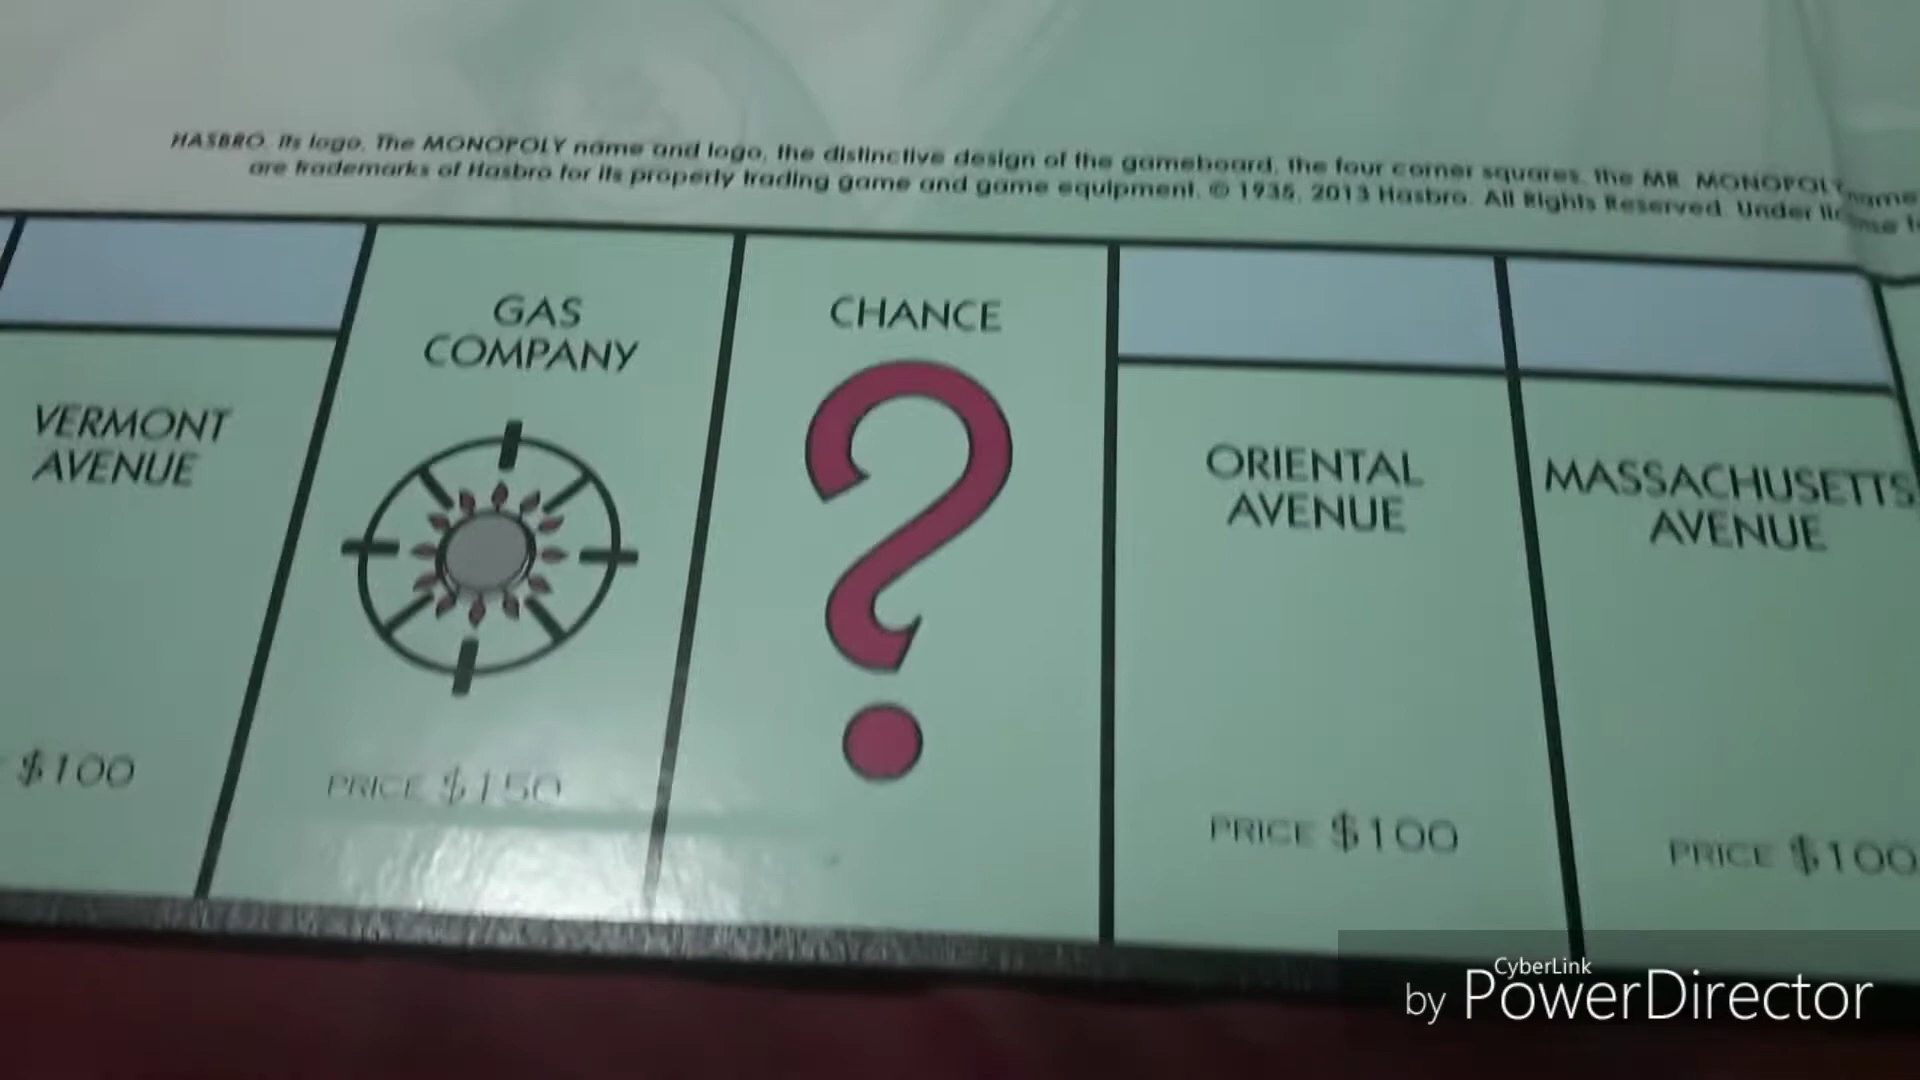 HASBRO, its logo, The MONOPOLY name and logo, the distinctive design of the gameboard, the four corner squares, the MR. MONOPOLY name
are trademarks of Hasbro for its property trading game and game equipment. © 1935, 2013 Hasbro. All Rights Reserved. Under
VERMONT
AVENUE
$100
GAS
COMPANY
PRICE $150
CHANCE
?
ORIENTAL
AVENUE
PRICE $100
MASSACHUSETTS
AVENUE
PRICE $100
CyberLink
by PowerDirector